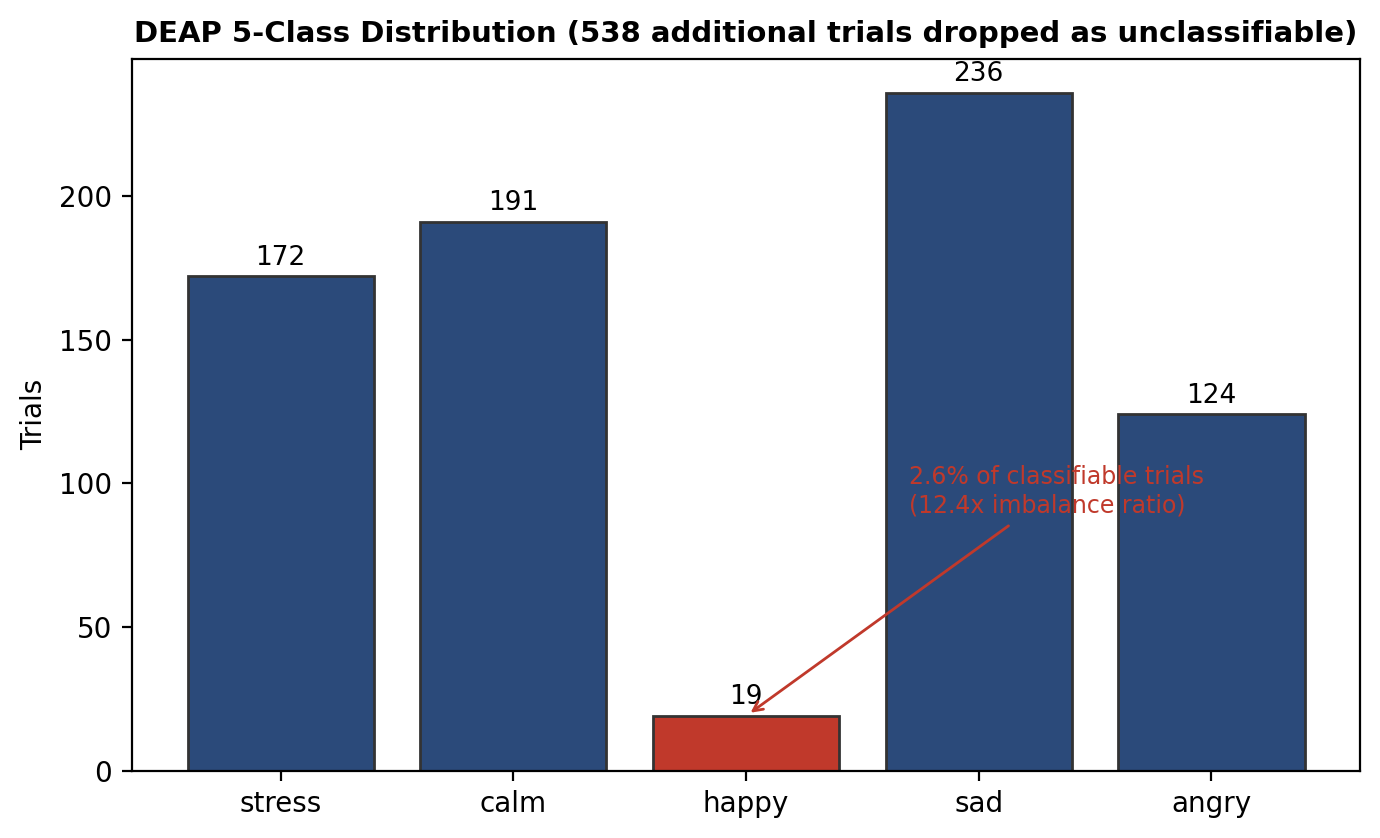 DEAP 5-Class Distribution (538 additional trials dropped as unclassifiable)
Trials
200
150
100
50
0
172
191
19
236
124
2.6% of classifiable trials
(12.4x imbalance ratio)
stress
calm
happy
sad
angry